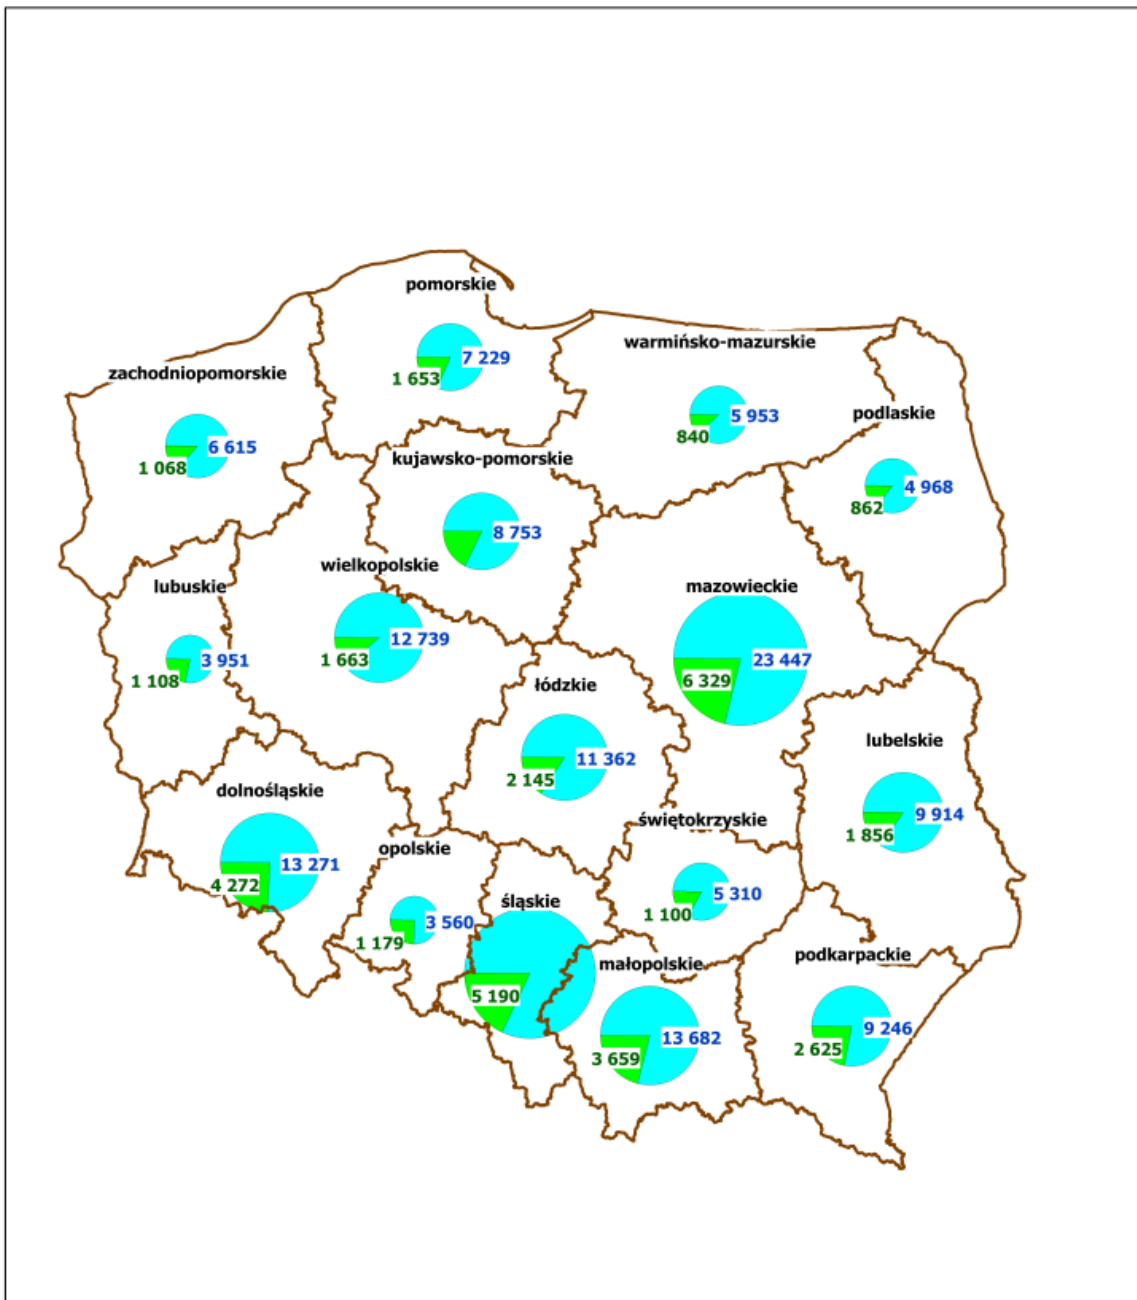 pomorskie
7 229
1 653
warmińsko-mazurskie
5 953
840
zachodniopomorskie
6 615
1 068
podlaskie
4 968
862
kujawsko-pomorskie
8 753
wielkopolskie
12 739
1 663
lubuskie
3 951
1 108
mazowieckie
23 447
6 329
łódzkie
11 362
2 145
lubelskie
9 914
1 856
dolnośląskie
13 271
4 272
opolskie
3 560
1 179
świętokrzyskie
5 310
1 100
śląskie
5 190
małopolskie
13 682
3 659
podkarpackie
9 246
2 625